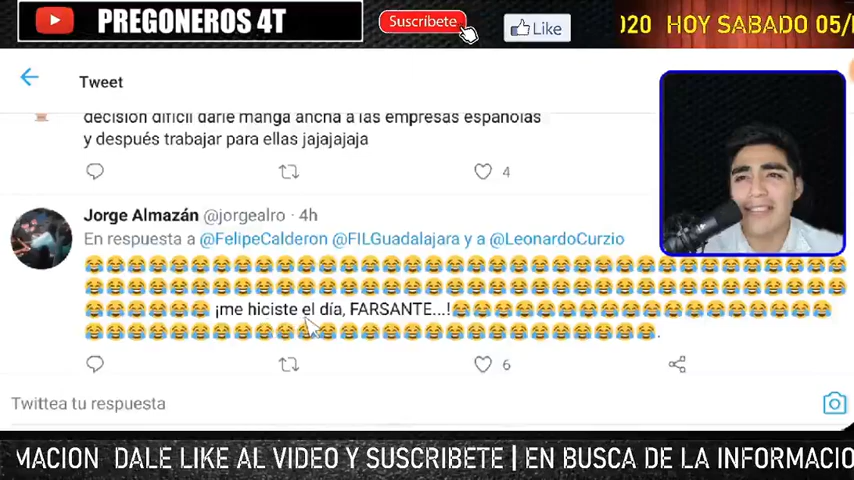 PREGONEROS 4T
Suscríbete
Like
020 HOY SABADO 05/
Tweet
decisión difícil darle manga ancha a las empresas españolas
y después trabajar para ellas jajajajaja
4
Jorge Almazán @jorgealro · 4h
En respuesta a @FelipeCalderon @FILGuadalajara y a @LeonardoCurzio
😂😂😂😂😂😂😂😂😂😂😂😂😂😂😂😂😂😂😂😂😂😂😂😂😂😂😂😂😂😂😂😂😂😂😂😂😂😂😂😂😂😂
😂😂😂😂😂😂😂😂😂😂😂😂😂😂😂😂😂😂😂😂😂😂😂😂😂😂😂😂😂😂😂😂😂😂😂😂😂😂😂😂😂😂
😂😂😂😂😂😂😂 ¡me hiciste el día, FARSANTE...!😂😂😂😂😂😂😂😂😂😂😂😂😂😂😂😂😂😂😂😂😂
😂😂😂😂😂😂😂😂😂😂😂😂😂😂😂😂😂😂😂😂😂😂😂😂😂😂😂😂😂😂😂😂.
6
Twittea tu respuesta
MACION DALE LIKE AL VIDEO Y SUSCRIBETE | EN BUSCA DE LA INFORMACIO